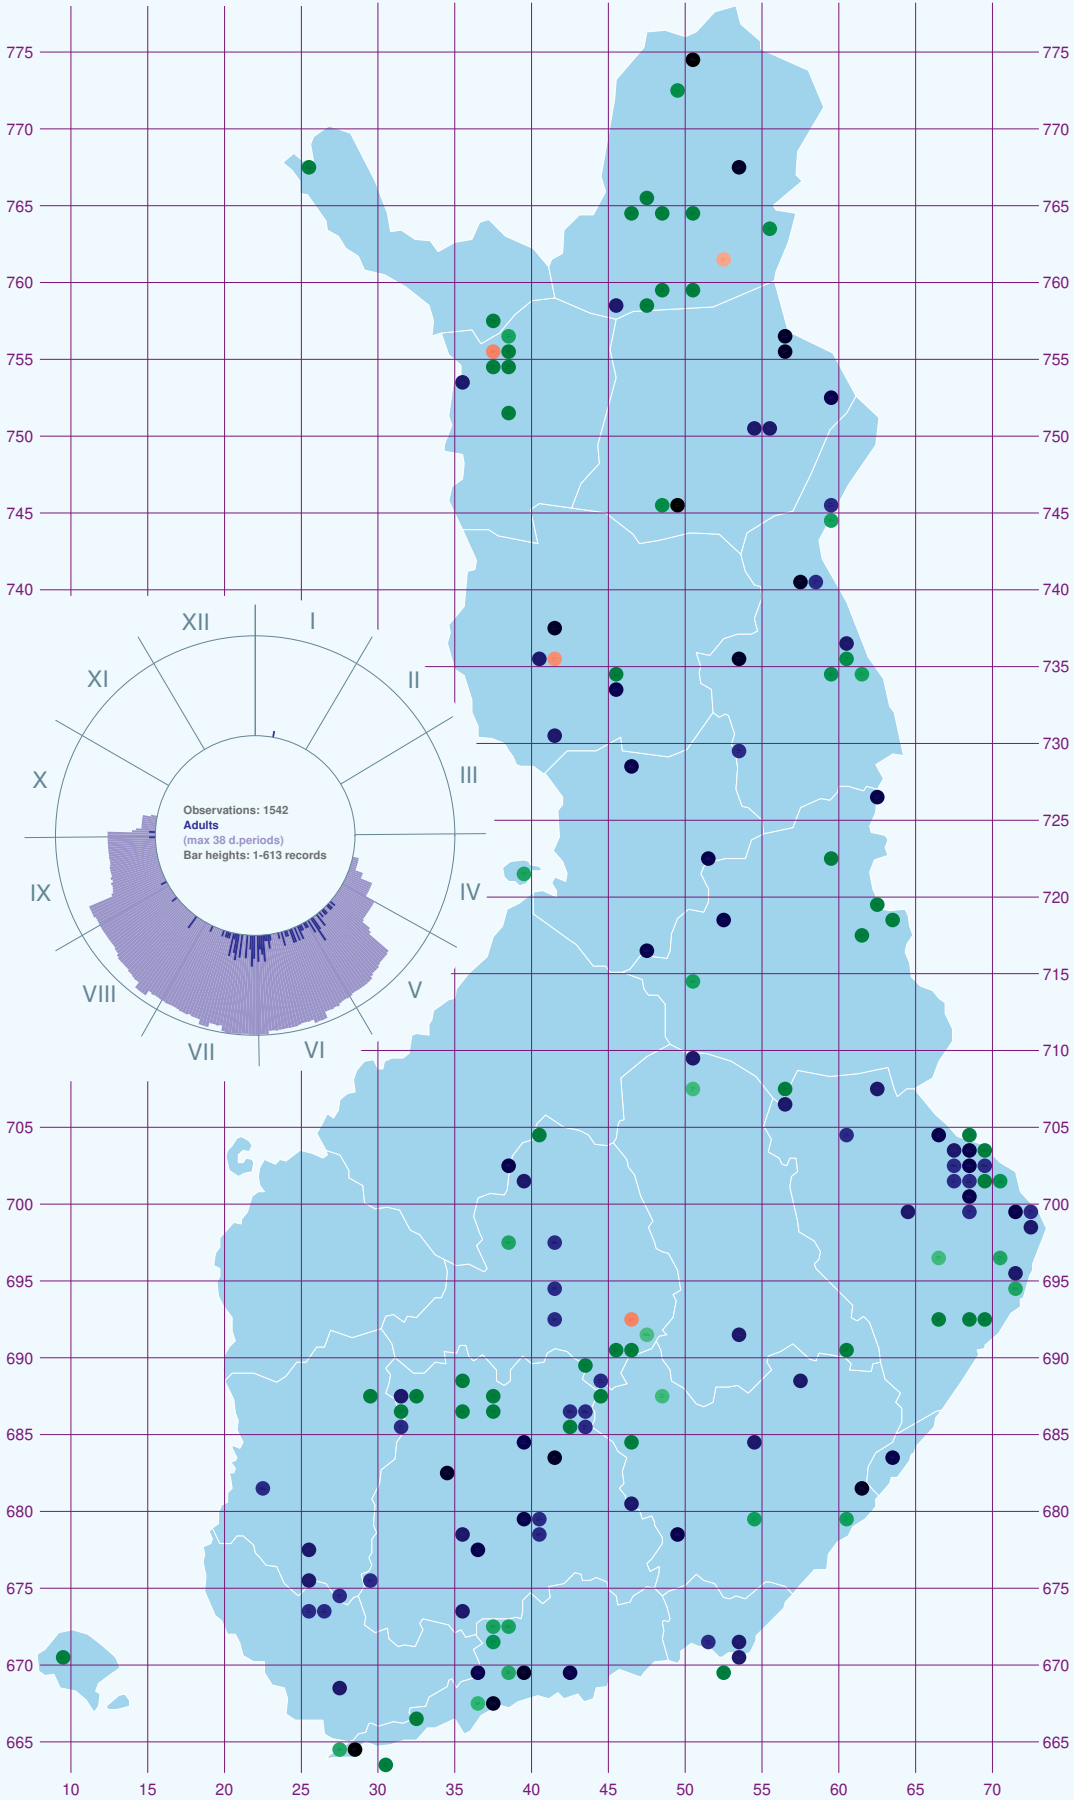 775 775
770 770
765 765
760 760
755 755
750 750
745 745
740 740
XII I
XI II
735 735
730 730
X III
Observations: 1542
Adults
(max 38 d.periods)
Bar heights: 1-613 records
725 725
IX IV
720 720
VIII V
715 715
VII VI
710 710
705 705
700 700
695 695
690 690
685 685
680 680
675 675
670 670
665 665
10 15 20 25 30 35 40 45 50 55 60 65 70